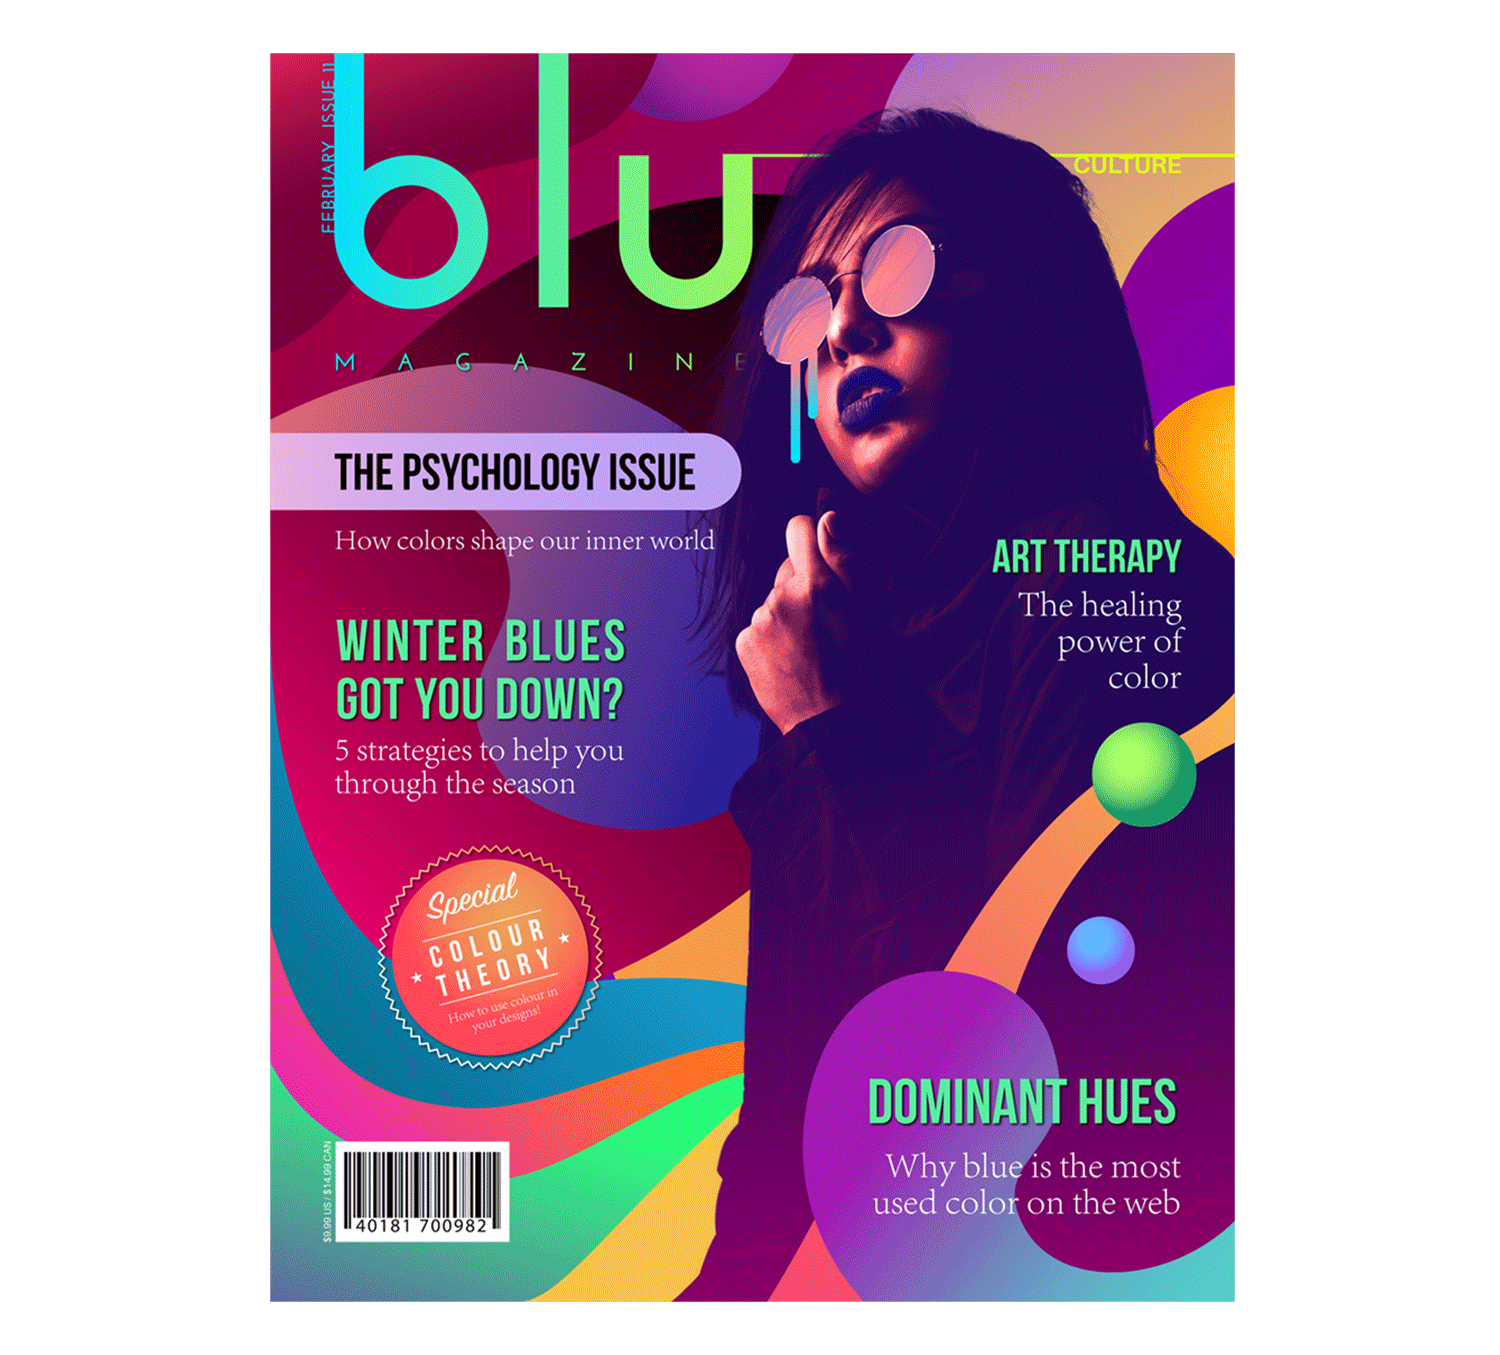 FEBRUARY ISSUE 11
blu
CULTURE
MAGAZINE
THE PSYCHOLOGY ISSUE
How colors shape our inner world
WINTER BLUES
GOT YOU DOWN?
5 strategies to help you
through the season
ART THERAPY
The healing
power of
color
Special
COLOUR
THEORY
How to use colour in
your designs!
DOMINANT HUES
Why blue is the most
used color on the web
$9.99 US / $14.99 CAN
40181 700982